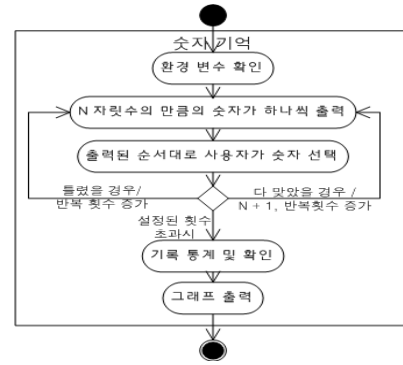 숫자 기억
환경 변수 확인
N 자릿수의 만큼의 숫자가 하나씩 출력
출력된 순서대로 사용자가 숫자 선택
틀렸을 경우/
반복 횟수 증가
다 맞았을 경우 /
N + 1, 반복횟수 증가
설정된 횟수
초과시
기록 통계 및 확인
그래프 출력